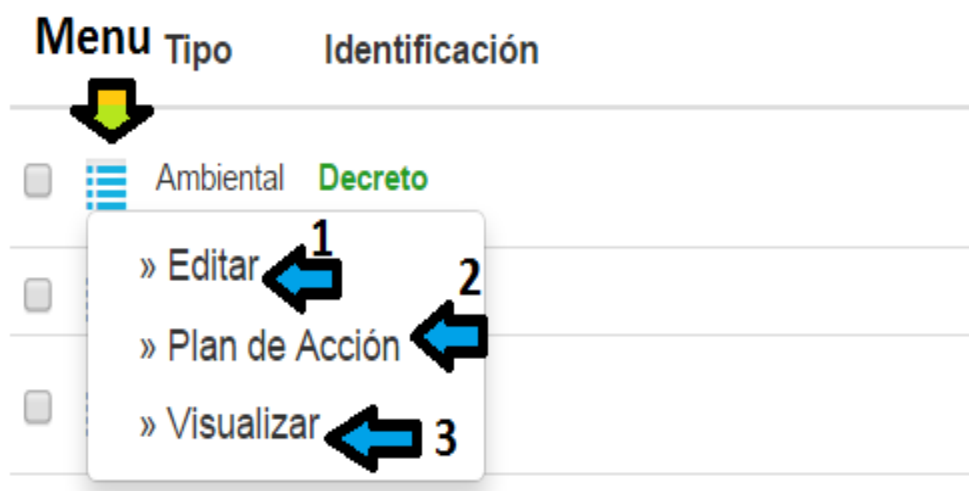 Menu Tipo Identificación
Ambiental Decreto
» Editar 1
» Plan de Acción 2
» Visualizar 3